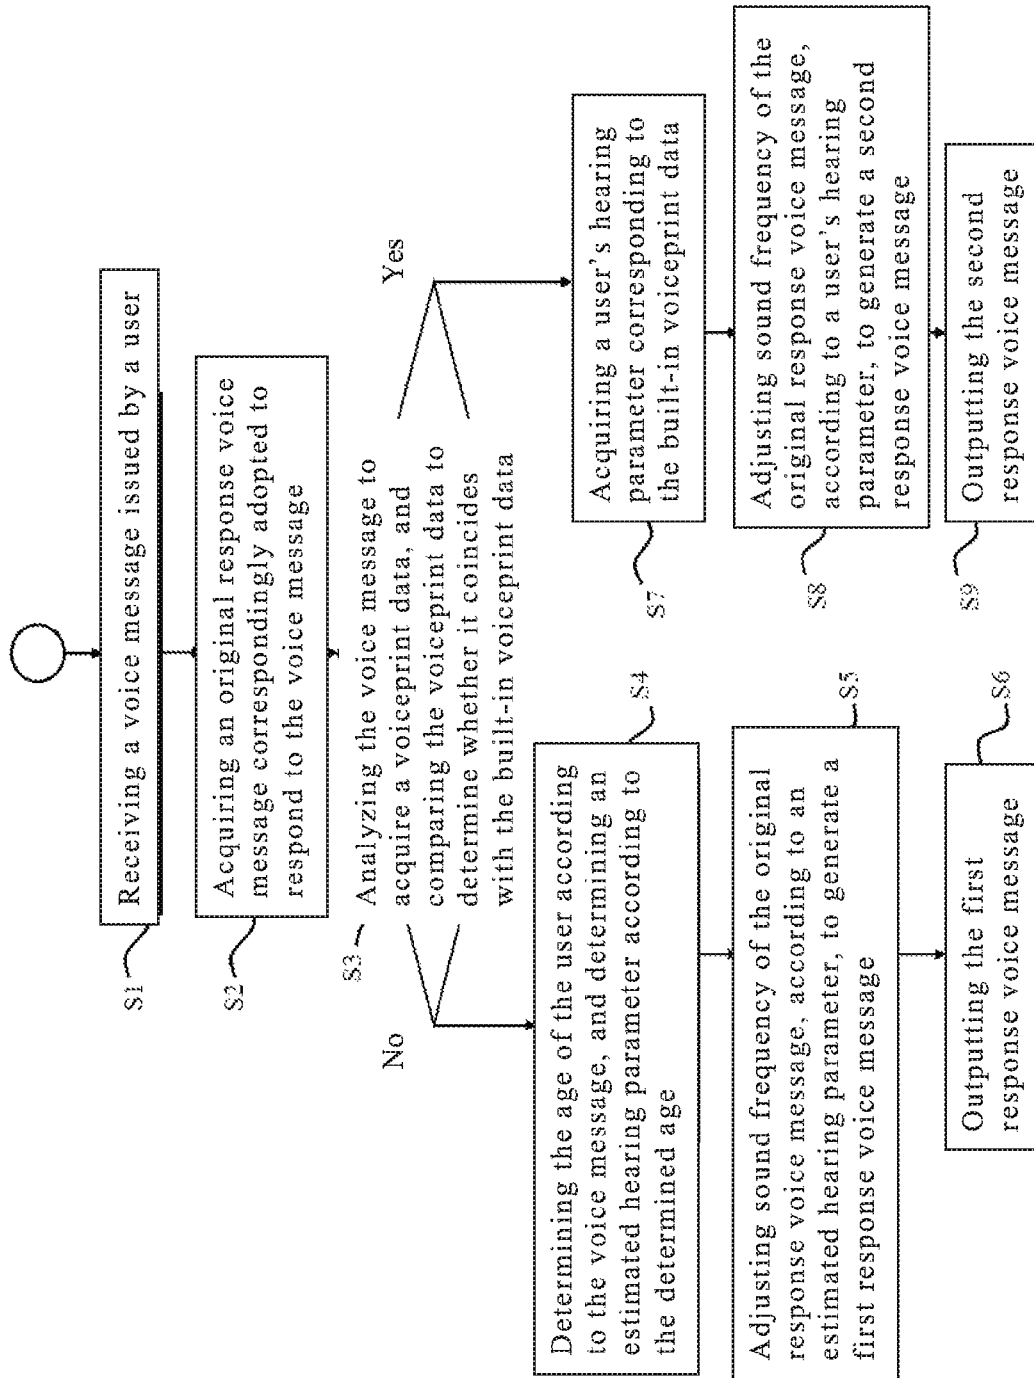 Receiving a voice message issued by a user
S1
Acquiring an original response voice
message correspondingly adopted to
respond to the voice message
S2
S3
Analyzing the voice message to
acquire a voiceprint data, and
comparing the voiceprint data to
determine whether it coincides
with the built-in voiceprint data
No
Yes
Determining the age of the user according
to the voice message, and determining an
estimated hearing parameter according to
the determined age
S4
Adjusting sound frequency of the original
response voice message, according to an
estimated hearing parameter, to generate a
first response voice message
S5
Outputting the first
response voice message
S6
Acquiring a user's hearing
parameter corresponding to
the built-in voiceprint data
S7
Adjusting sound frequency of the
original response voice message,
according to a user's hearing
parameter, to generate a second
response voice message
S8
Outputting the second
response voice message
S9